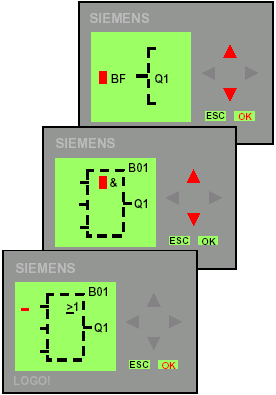 SIEMENS
BF Q1
ESC OK
SIEMENS
B01
&
Q1
ESC OK
SIEMENS
B01
≥1
Q1
ESC OK
LOGO!